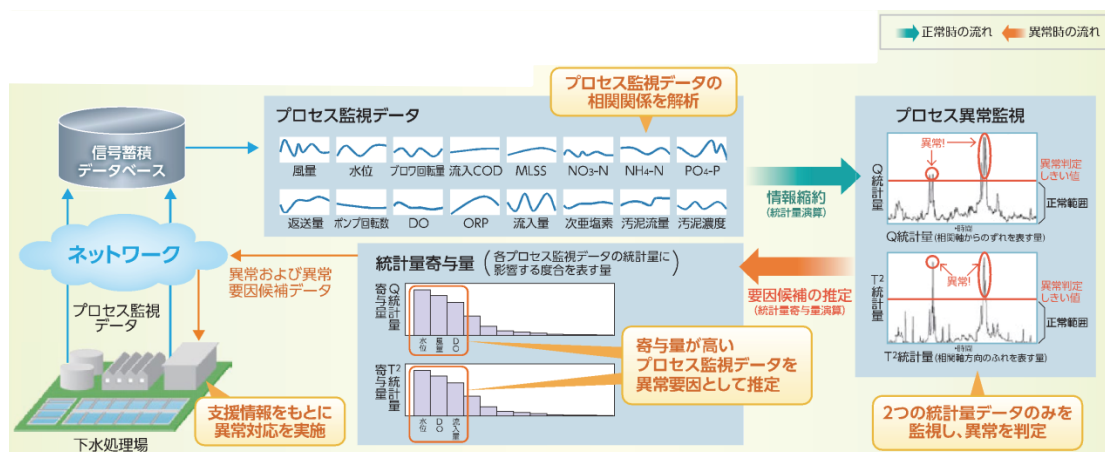 正常時の流れ
異常時の流れ
プロセス監視データの
相関関係を解析
プロセス監視データ
プロセス異常監視
信号蓄積
データベース
風量
水位
ブロワ回転量
流入COD
MLSS
NO₃-N
NH₄-N
PO₄-P
返送量
ポンプ回転数
DO
ORP
流入量
次亜塩素
汚泥流量
汚泥濃度
情報縮約
(統計量演算)
Q統計量
異常!
異常判定
しきい値
正常範囲
時間
Q統計量(相関軸からのずれを表す量)
T²統計量
異常!
異常判定
しきい値
正常範囲
時間
T²統計量(相関軸方向のふれを表す量)
2つの統計量データのみを
監視し、異常を判定
要因候補の推定
(統計量寄与量演算)
統計量寄与量
(各プロセス監視データの統計量に
影響する度合を表す量)
Q統計量
寄与量
水位
風量
DO
T²統計量
寄与量
水位
DO
流入量
寄与量が高い
プロセス監視データを
異常要因として推定
ネットワーク
異常および異常
要因候補データ
プロセス監視
データ
支援情報をもとに
異常対応を実施
下水処理場